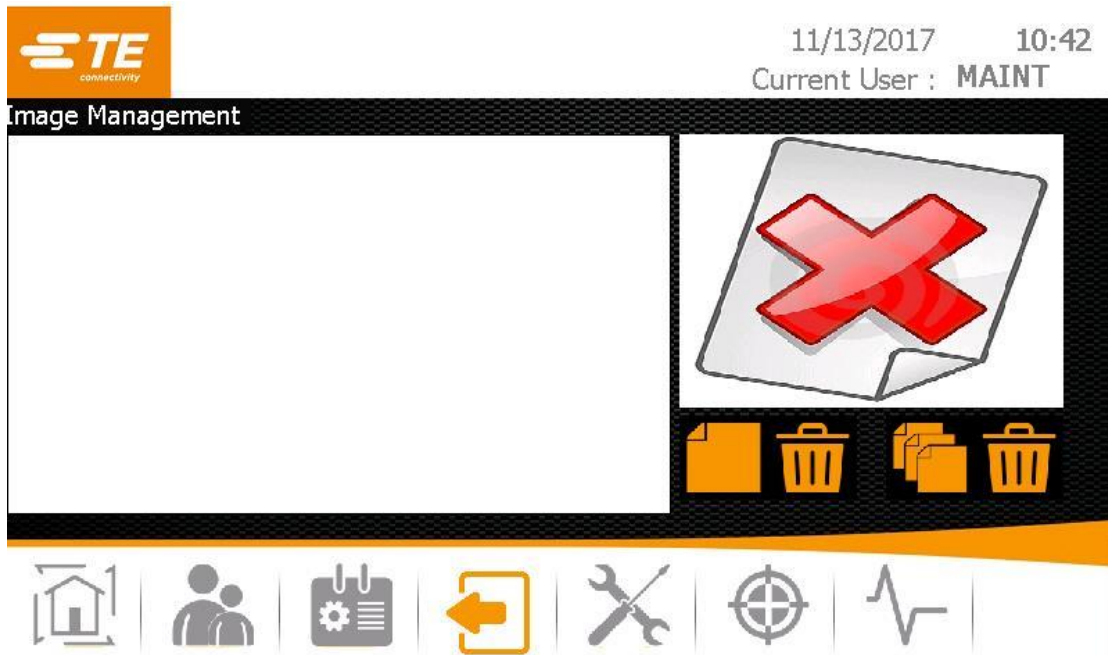 TE
connectivity
11/13/2017 10:42
Current User : MAINT
Image Management